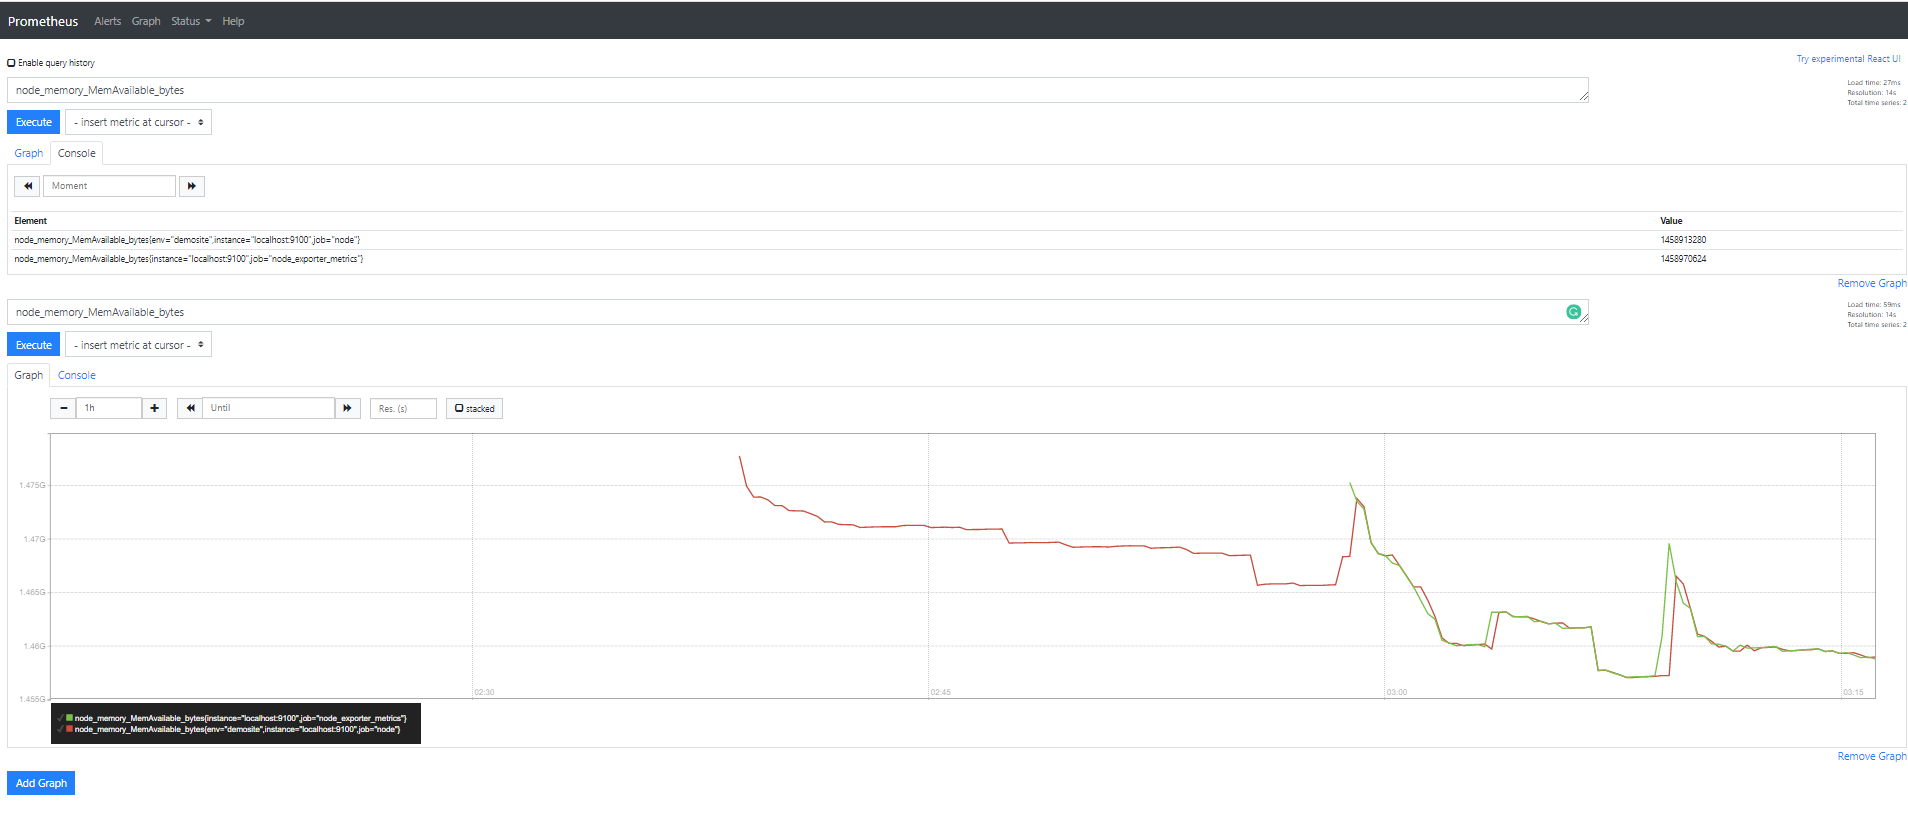 Prometheus Alerts Graph Status Help
Enable query history
Try experimental React UI
node_memory_MemAvailable_bytes
Load time: 27ms
Resolution: 14s
Total time series: 2
Execute - insert metric at cursor -
Graph Console
Moment
Element Value
node_memory_MemAvailable_bytes{env="demosite",instance="localhost:9100",job="node"} 1458913280
node_memory_MemAvailable_bytes{instance="localhost:9100",job="node_exporter_metrics"} 1458970624
Remove Graph
node_memory_MemAvailable_bytes
Load time: 59ms
Resolution: 14s
Total time series: 2
Execute - insert metric at cursor -
Graph Console
1h Until Res. (s) stacked
1.475G
1.47G
1.465G
1.46G
1.455G
02:30 02:45 03:00 03:15
node_memory_MemAvailable_bytes{instance="localhost:9100",job="node_exporter_metrics"}
node_memory_MemAvailable_bytes{env="demosite",instance="localhost:9100",job="node"}
Remove Graph
Add Graph